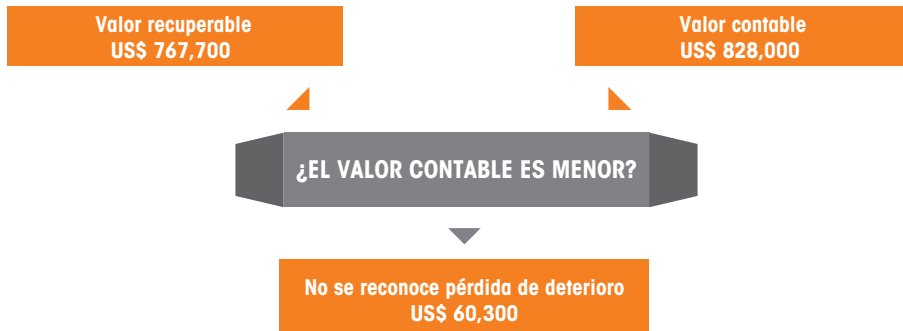 Valor recuperable
US$ 767,700
Valor contable
US$ 828,000
¿EL VALOR CONTABLE ES MENOR?
No se reconoce pérdida de deterioro
US$ 60,300